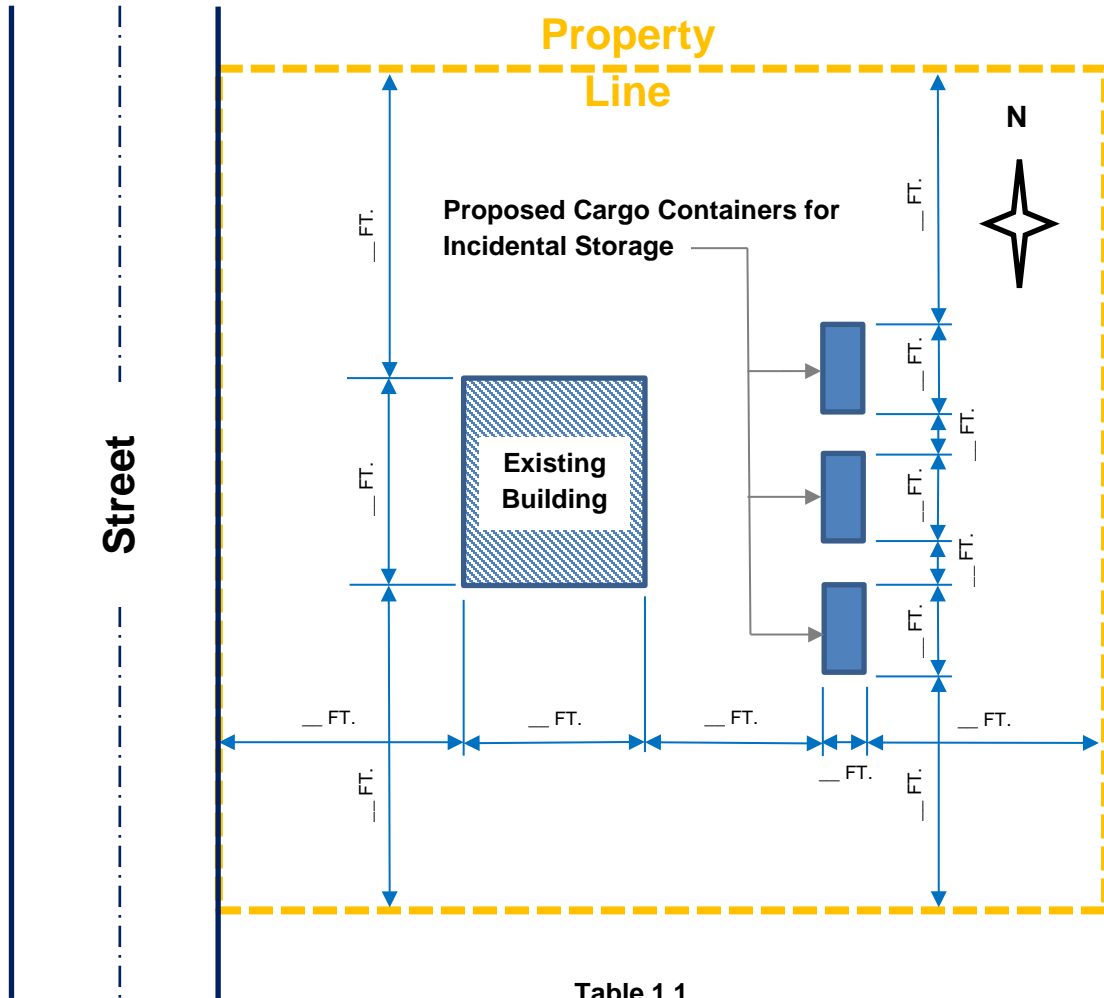 Property
Line
N
__ FT.
__ FT.
Proposed Cargo Containers for
Incidental Storage
__ FT.
__ FT.
__ FT.
Existing
Building
__ FT.
__ FT.
Street
__ FT.
__ FT.
__ FT.
__ FT.
__ FT.
__ FT.
__ FT.
__ FT.
Table 1.1